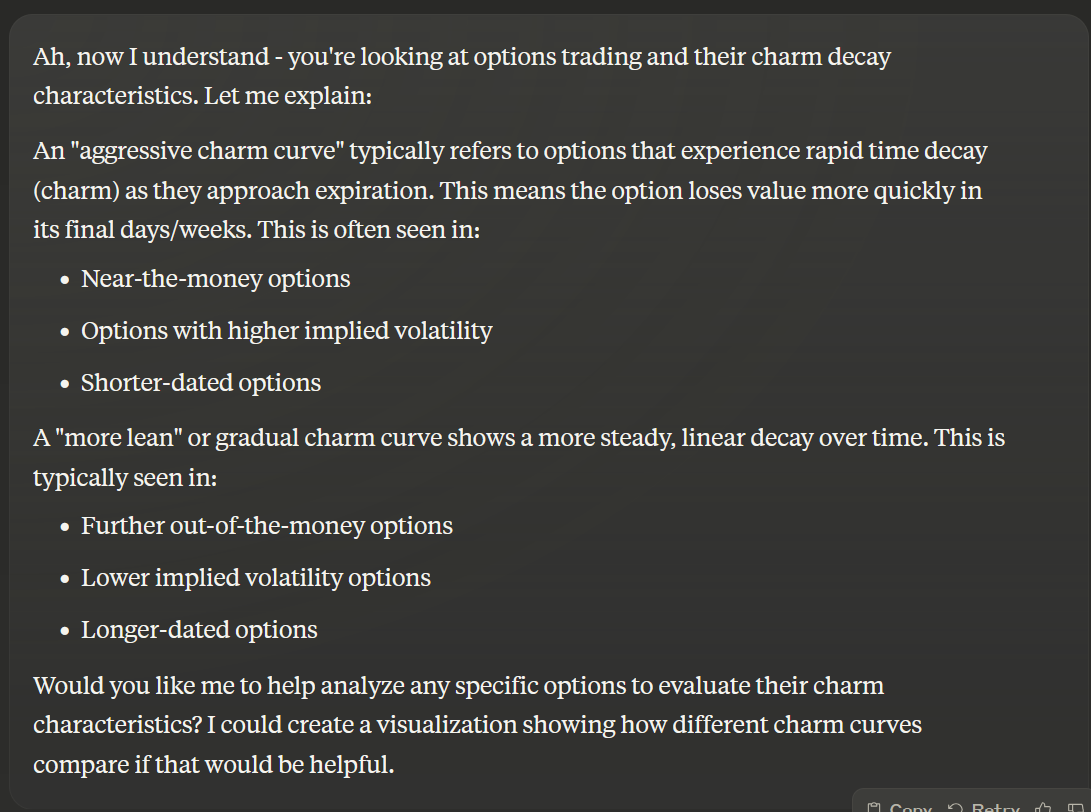 Ah, now I understand - you're looking at options trading and their charm decay
characteristics. Let me explain:
An "aggressive charm curve" typically refers to options that experience rapid time decay
(charm) as they approach expiration. This means the option loses value more quickly in
its final days/weeks. This is often seen in:
• Near-the-money options
• Options with higher implied volatility
• Shorter-dated options
A "more lean" or gradual charm curve shows a more steady, linear decay over time. This is
typically seen in:
• Further out-of-the-money options
• Lower implied volatility options
• Longer-dated options
Would you like me to help analyze any specific options to evaluate their charm
characteristics? I could create a visualization showing how different charm curves
compare if that would be helpful.
Copy Retry